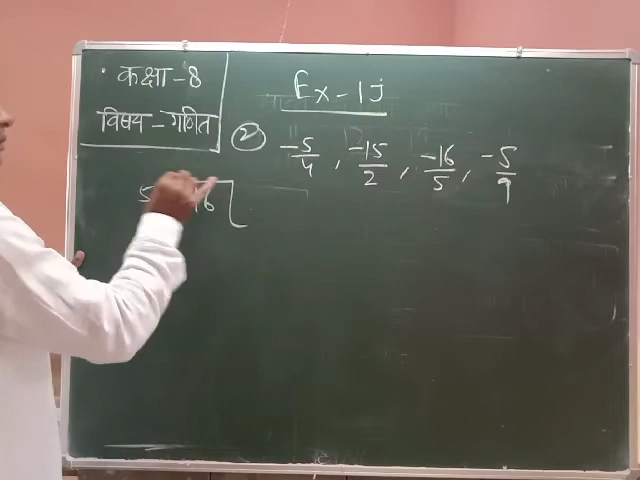 कक्षा - 8
विषय - गणित
Ex - 1j
(2) -5/4 , -15/2 , -16/5 , -5/9